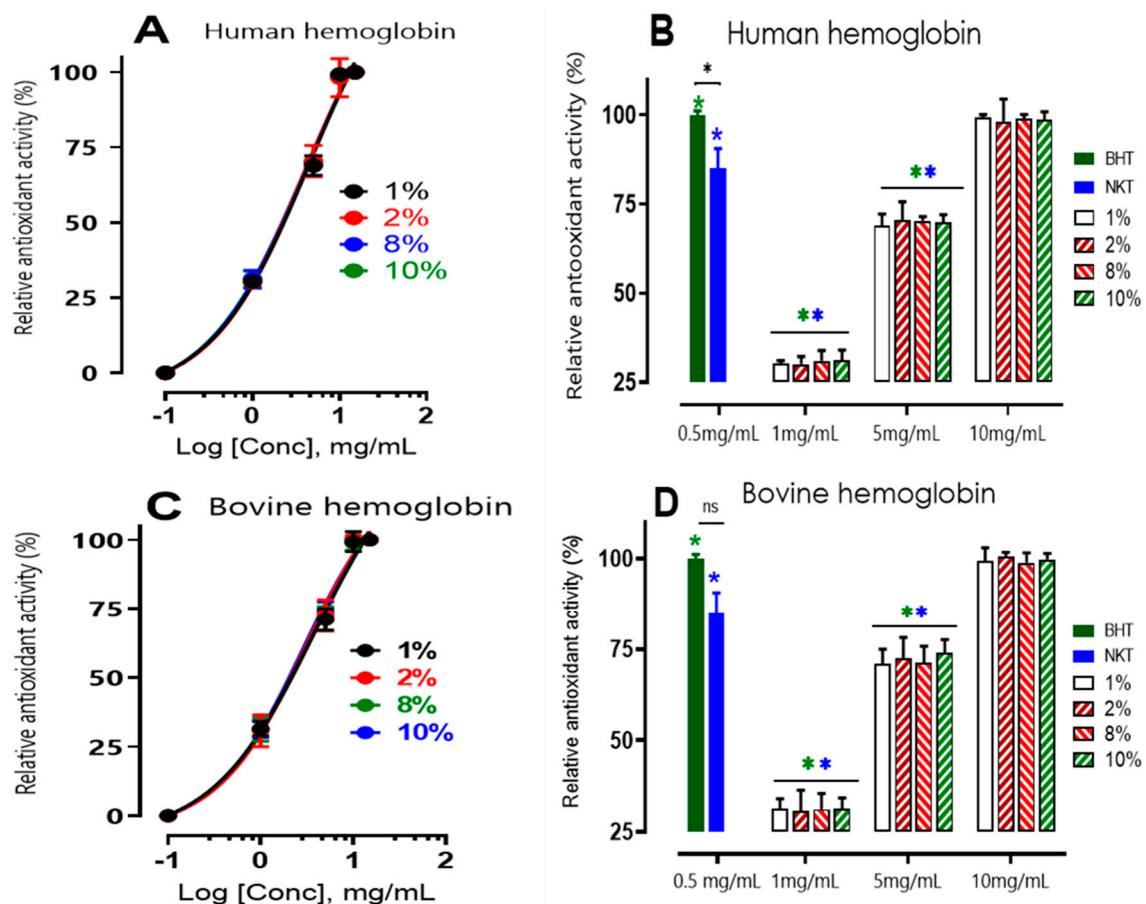 A Human hemoglobin
Relative antioxidant activity (%)
100
75
50
25
0
1%
2%
8%
10%
-1 0 1 2
Log [Conc], mg/mL
B Human hemoglobin
Relative antooxidant activity (%)
100
75
50
25
*
*
*
**
**
BHT
NKT
1%
2%
8%
10%
0.5mg/mL 1mg/mL 5mg/mL 10mg/mL
C Bovine hemoglobin
Relative antioxidant activity (%)
100
75
50
25
0
1%
2%
8%
10%
-1 0 1 2
Log [Conc], mg/mL
D Bovine hemoglobin
Relative antioxidant activity (%)
100
75
50
25
ns
*
*
**
**
BHT
NKT
1%
2%
8%
10%
0.5 mg/mL 1mg/mL 5mg/mL 10mg/mL